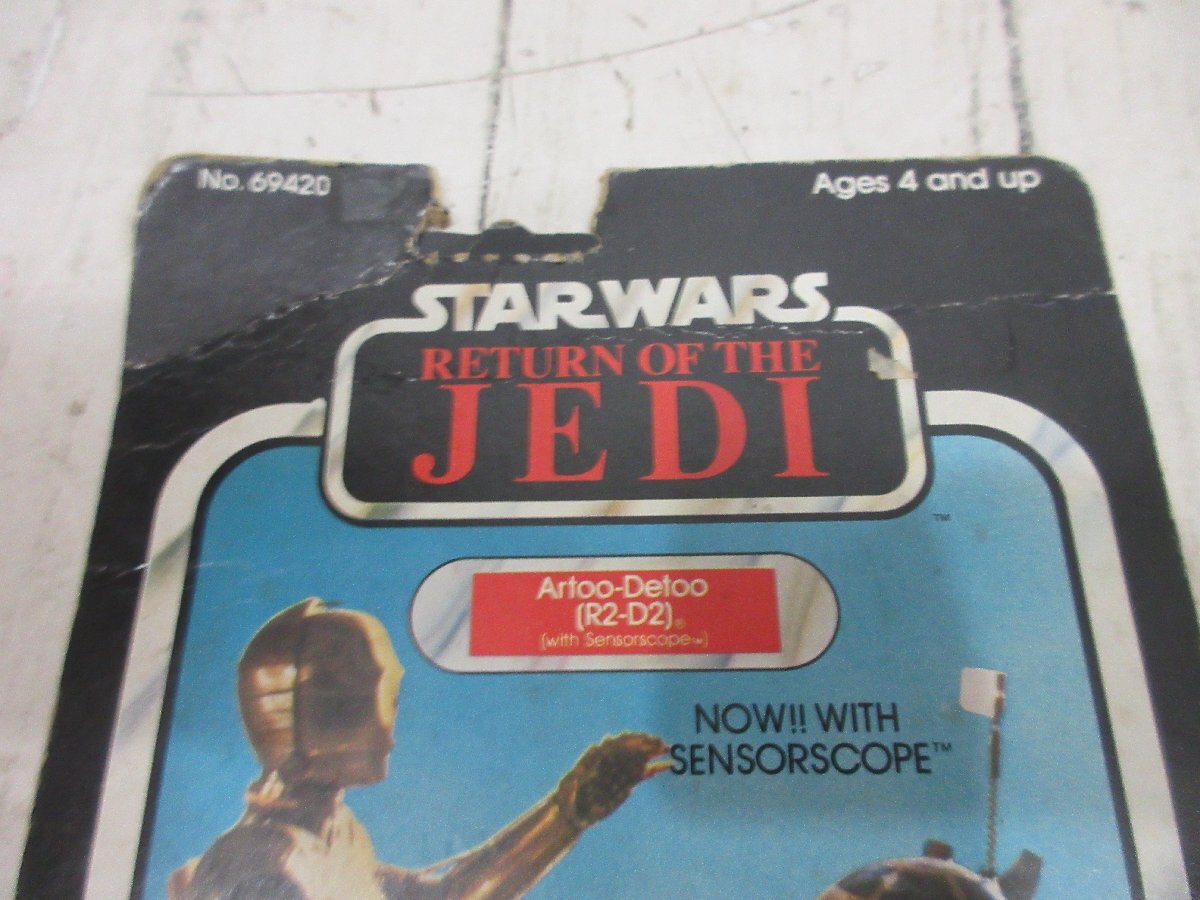 No. 69420
Ages 4 and up
STAR WARS
RETURN OF THE
JEDI
™
Artoo-Detoo
(R2-D2)®
(with Sensorscope™)
NOW!! WITH
SENSORSCOPE™